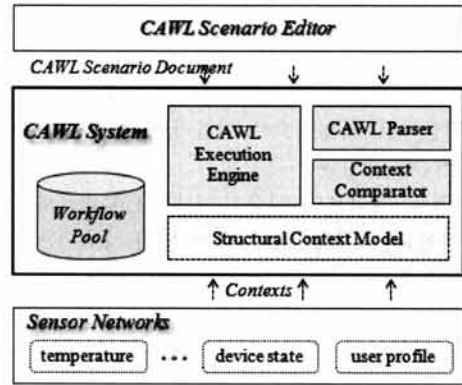 CAWL Scenario Editor
CAWL Scenario Document
CAWL System
CAWL
Execution
Engine
CAWL Parser
Context
Comparator
Workflow
Pool
Structural Context Model
Contexts
Sensor Networks
temperature ••• device state user profile